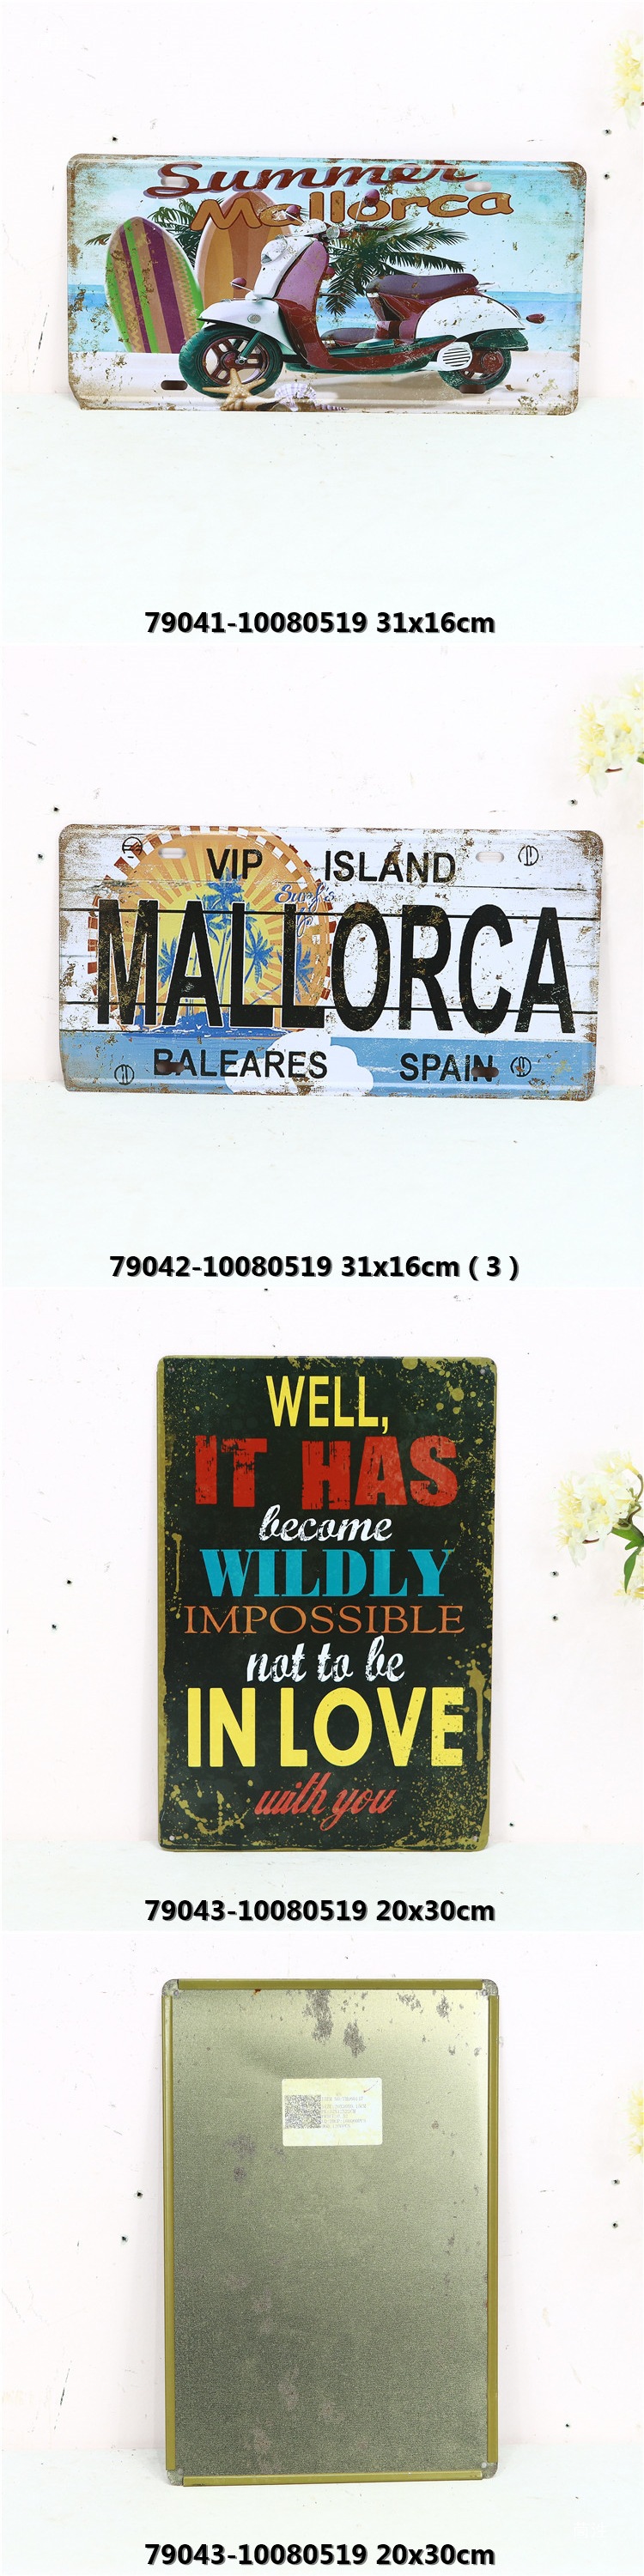 Summer
Mallorca
79041-10080519 31x16cm
VIP ISLAND
Surf's
MALLORCA
BALEARES SPAIN
79042-10080519 31x16cm ( 3 )
WELL,
IT HAS
become
WILDLY
IMPOSSIBLE
not to be
IN LOVE
with you
79043-10080519 20x30cm
79043-10080519 20x30cm